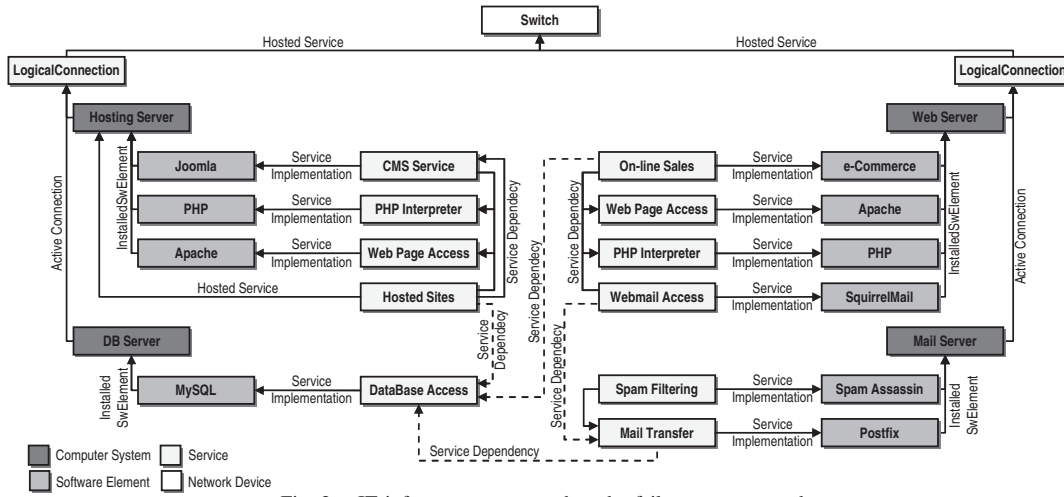 Switch
Hosted Service
Hosted Service
LogicalConnection
LogicalConnection
Hosting Server
Web Server
Joomla
Service
Implementation
CMS Service
On-line Sales
Service
Implementation
e-Commerce
PHP
Service
Implementation
PHP Interpreter
Web Page Access
Service
Implementation
Apache
Apache
Service
Implementation
Web Page Access
PHP Interpreter
Service
Implementation
PHP
Hosted Service
Hosted Sites
Webmail Access
Service
Implementation
SquirrelMail
Active Connection
InstalledSwElement
Service Dependecy
Service Dependecy
Service Dependecy
InstalledSwElement
Active Connection
DB Server
Service
Dependecy
Service Dependecy
Mail Server
Installed
SwElement
MySQL
Service
Implementation
DataBase Access
Spam Filtering
Service
Implementation
Spam Assassin
Installed
SwElement
Mail Transfer
Service
Implementation
Postfix
Service Dependency
Computer System
Service
Software Element
Network Device